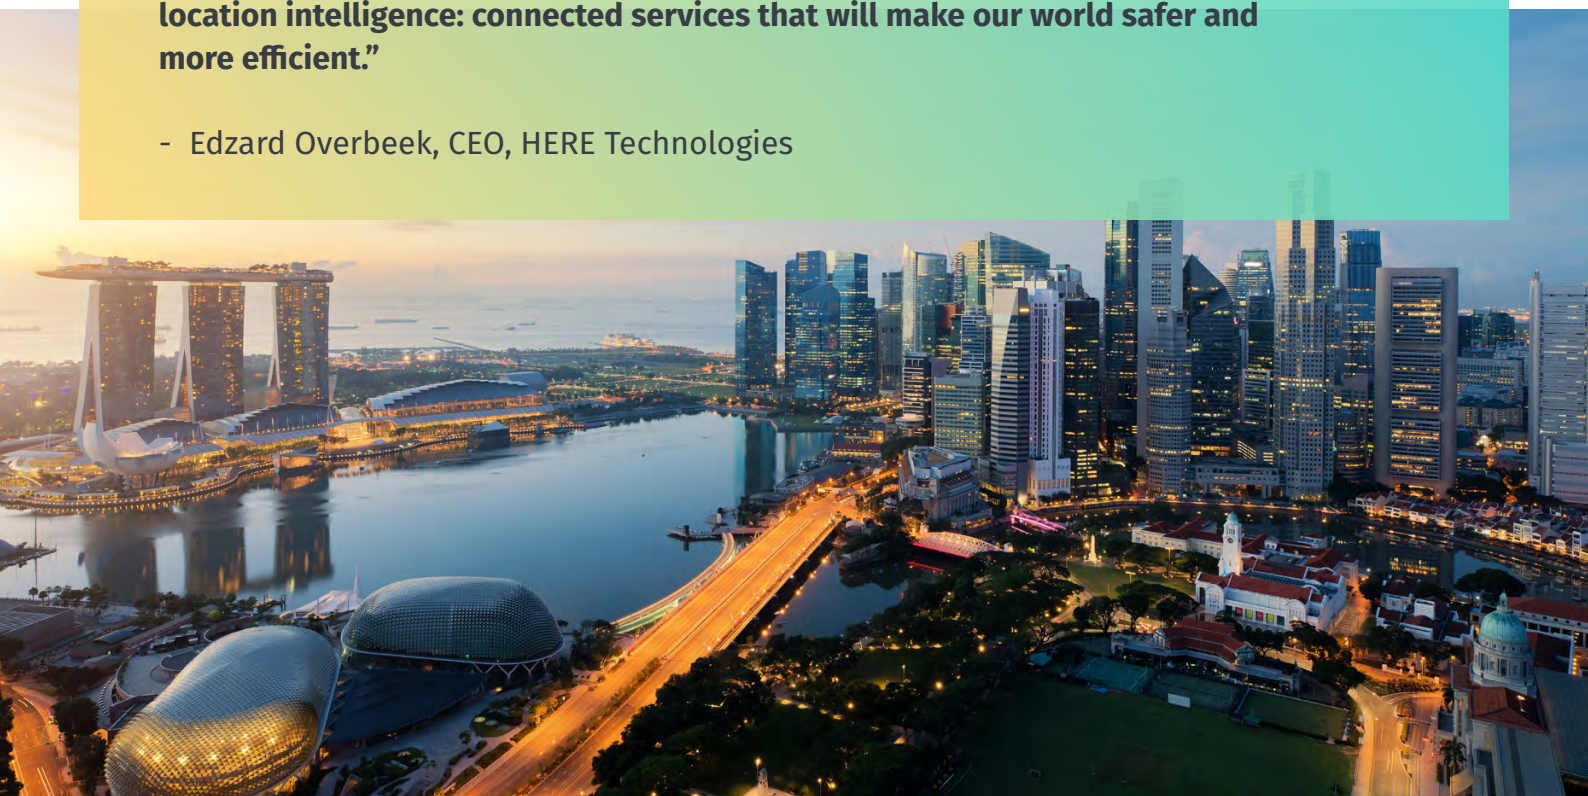 location intelligence: connected services that will make our world safer and
more efficient.”
- Edzard Overbeek, CEO, HERE Technologies